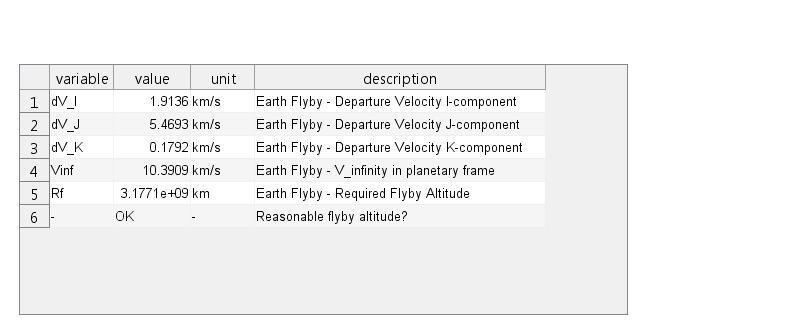 variable value unit description
1 dV_I 1.9136 km/s Earth Flyby - Departure Velocity I-component
2 dV_J 5.4693 km/s Earth Flyby - Departure Velocity J-component
3 dV_K 0.1792 km/s Earth Flyby - Departure Velocity K-component
4 Vinf 10.3909 km/s Earth Flyby - V_infinity in planetary frame
5 Rf 3.1771e+09 km Earth Flyby - Required Flyby Altitude
6 - OK - Reasonable flyby altitude?